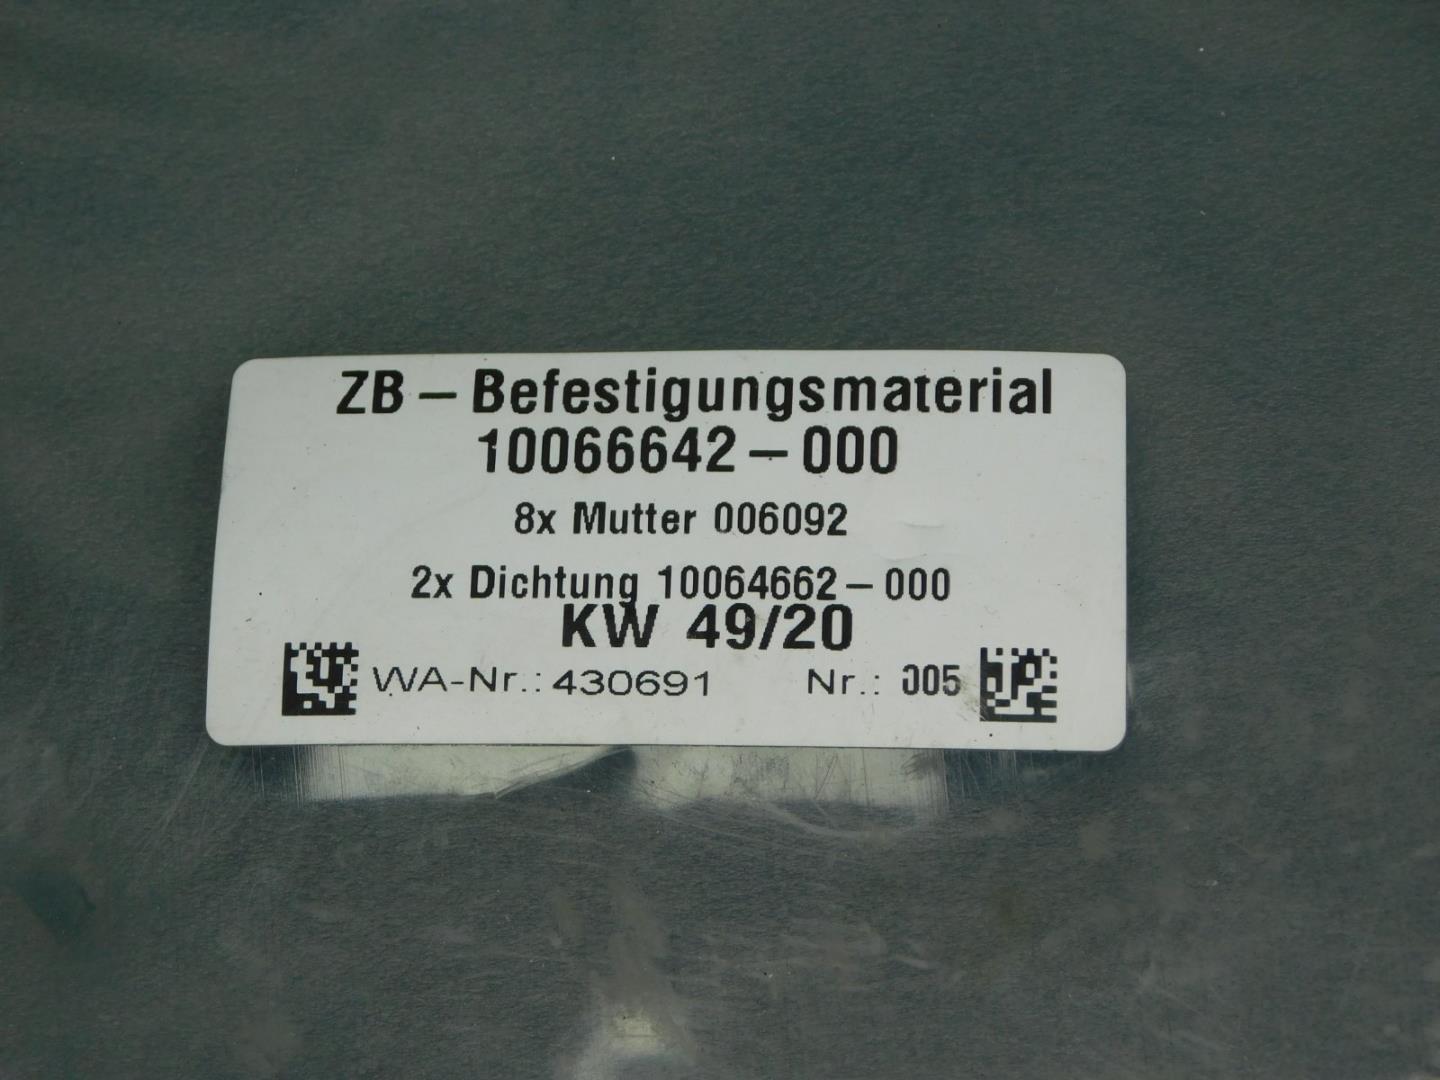 ZB – Befestigungsmaterial
10066642 – 000
8x Mutter 006092
2x Dichtung 10064662 – 000
KW 49/20
WA-Nr.: 430691 Nr.: 005